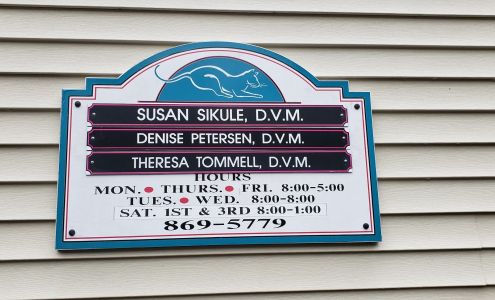 SUSAN SIKULE, D.V.M.
DENISE PETERSEN, D.V.M.
THERESA TOMMELL, D.V.M.
HOURS
MON. ● THURS. ● FRI. 8:00-5:00
TUES. ● WED. 8:00-8:00
SAT. 1ST & 3RD 8:00-1:00
869-5779